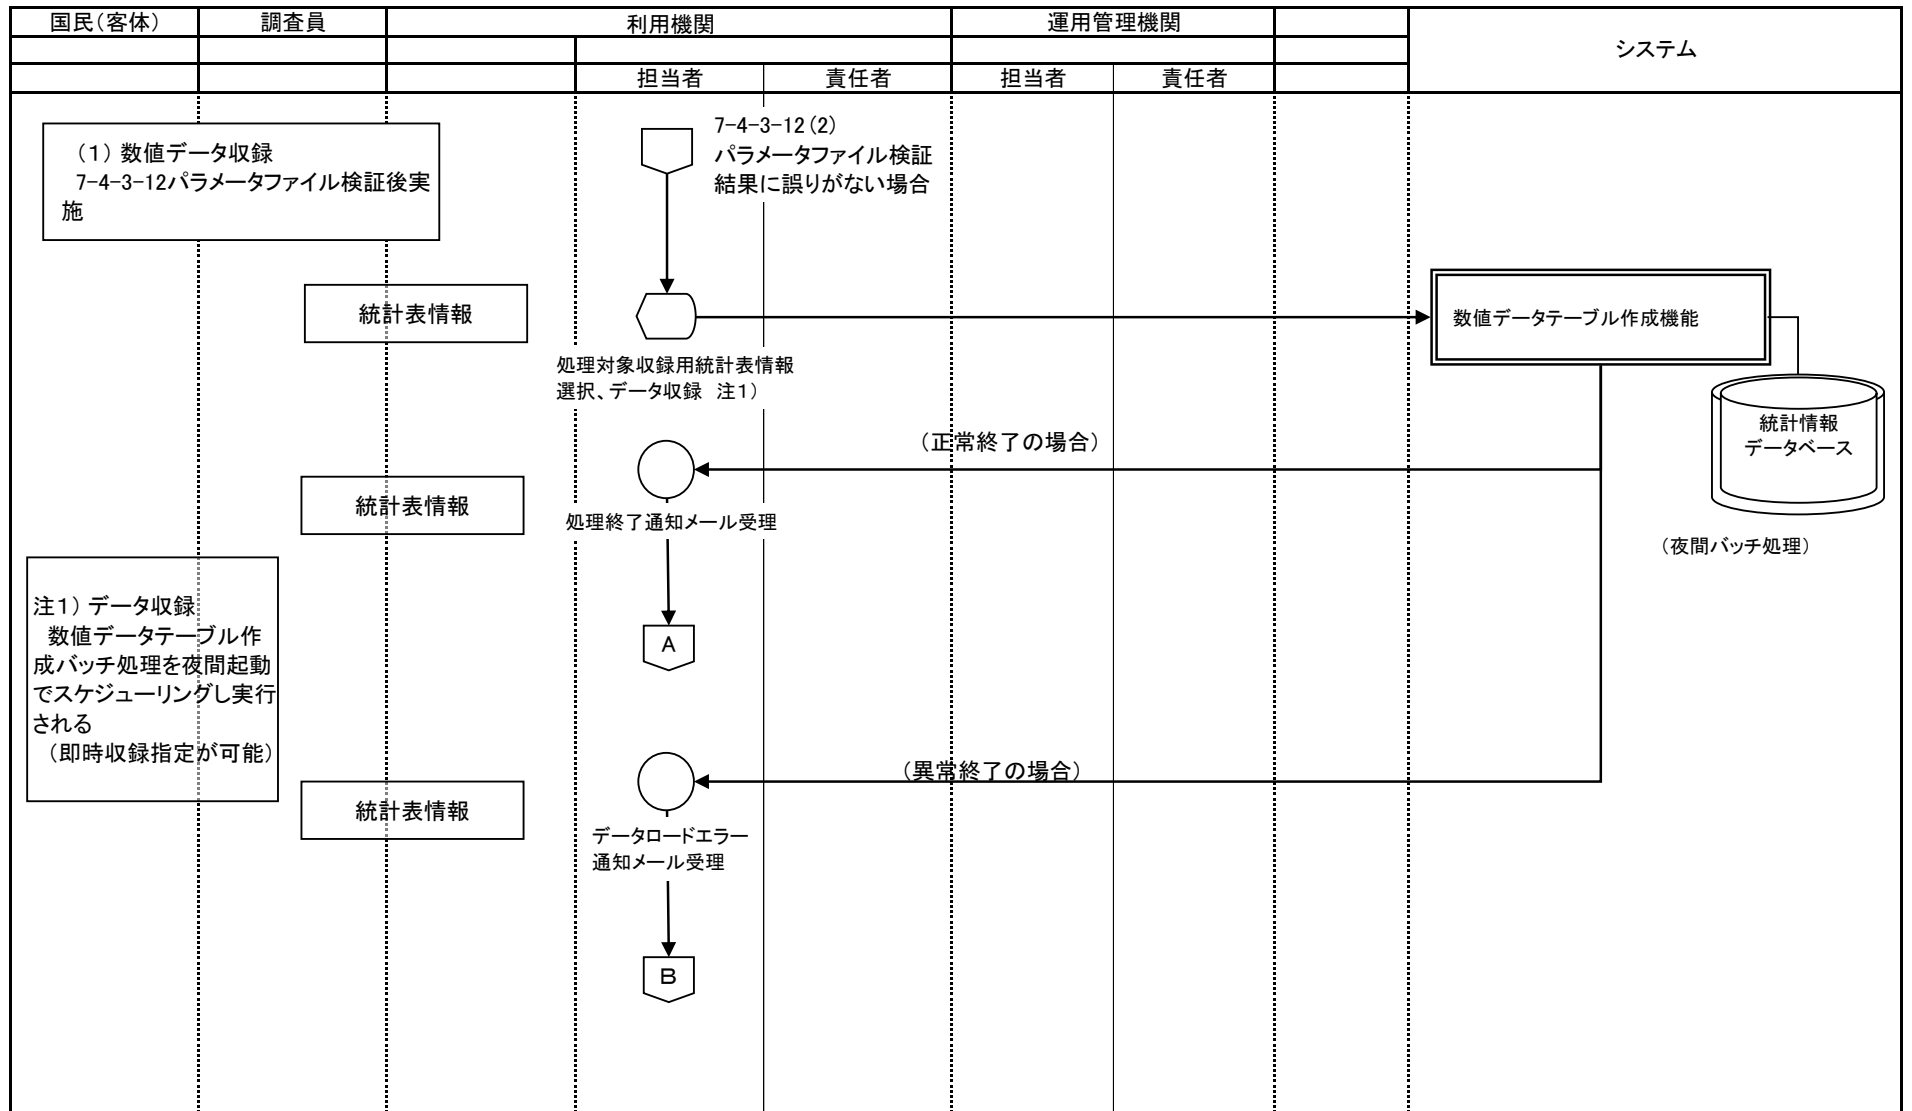 国民（客体）
調査員
利用機関
運用管理機関
システム
担当者
責任者
担当者
責任者
（１）数値データ収録
7-4-3-12パラメータファイル検証後実
施
7-4-3-12（2）
パラメータファイル検証
結果に誤りがない場合
統計表情報
数値データテーブル作成機能
処理対象収録用統計表情報
選択、データ収録　注１）
統計情報
データベース
（正常終了の場合）
統計表情報
処理終了通知メール受理
（夜間バッチ処理）
注１）データ収録
数値データテーブル作
成バッチ処理を夜間起動
でスケジューリングし実行
される
（即時収録指定が可能）
A
（異常終了の場合）
統計表情報
データロードエラー
通知メール受理
B